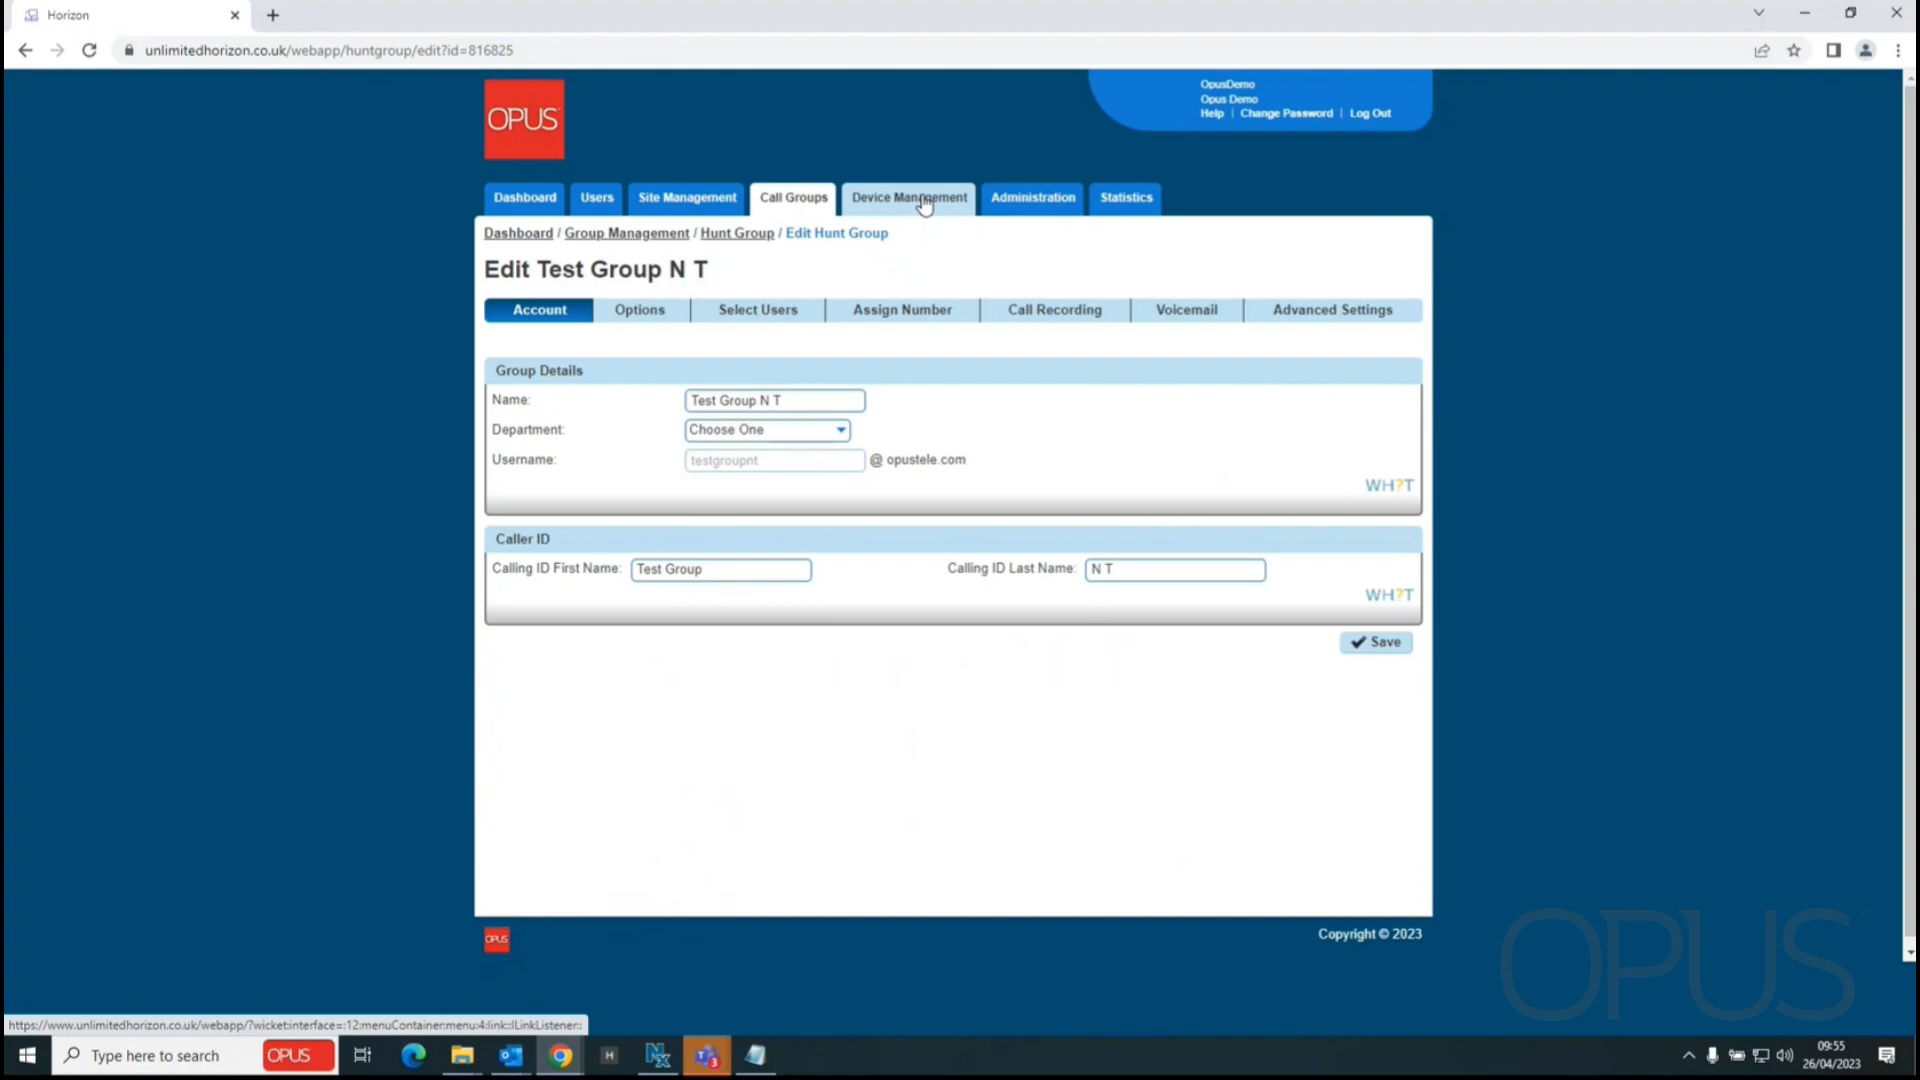 Horizon
unlimitedhorizon.co.uk/webapp/huntgroup/edit?id=816825
OPUS
OpusDemo
Opus Demo
Help | Change Password | Log Out
Dashboard Users Site Management Call Groups Device Management Administration Statistics
Dashboard / Group Management / Hunt Group / Edit Hunt Group
Edit Test Group N T
Account Options Select Users Assign Number Call Recording Voicemail Advanced Settings
Group Details
Name: Test Group N T
Department: Choose One
Username: testgroupnt @ opustele.com
WH?T
Caller ID
Calling ID First Name: Test Group Calling ID Last Name: N T
WH?T
Save
OPUS
Copyright © 2023
OPUS
https://www.unlimitedhorizon.co.uk/webapp/?wicket:interface=:12:menuContainer:menu:4:link::ILinkListener::
Type here to search OPUS H 3
09:55
26/04/2023